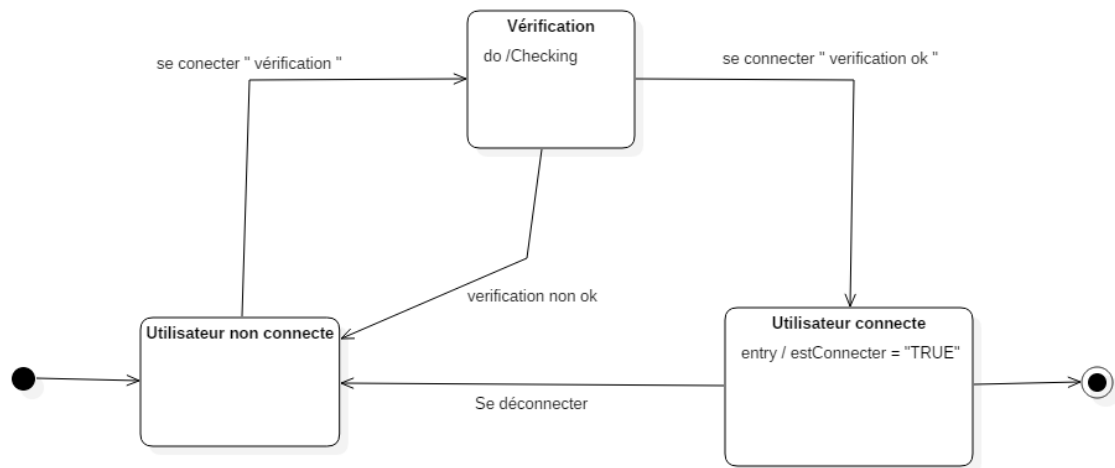 Vérification
do /Checking
se conecter " vérification "
se connecter " verification ok "
verification non ok
Utilisateur non connecte
Utilisateur connecte
entry / estConnecter = "TRUE"
Se déconnecter